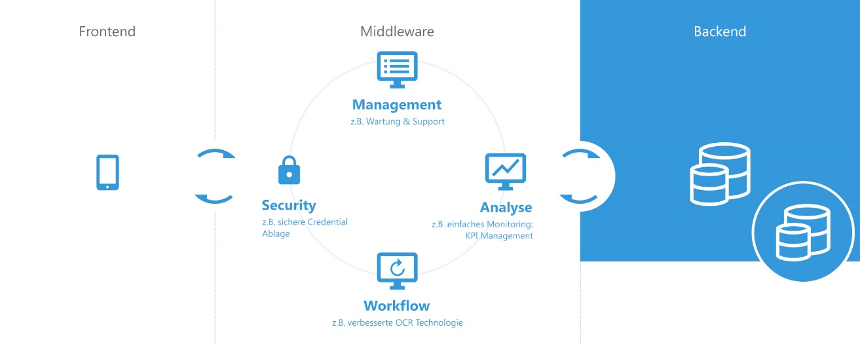 Frontend
Middleware
Backend
Management
z.B. Wartung & Support
Security
z.B. sichere Credential
Ablage
Analyse
z.B .einfaches Monitoring:
KPI Management
Workflow
z.B. verbesserte OCR Technologie